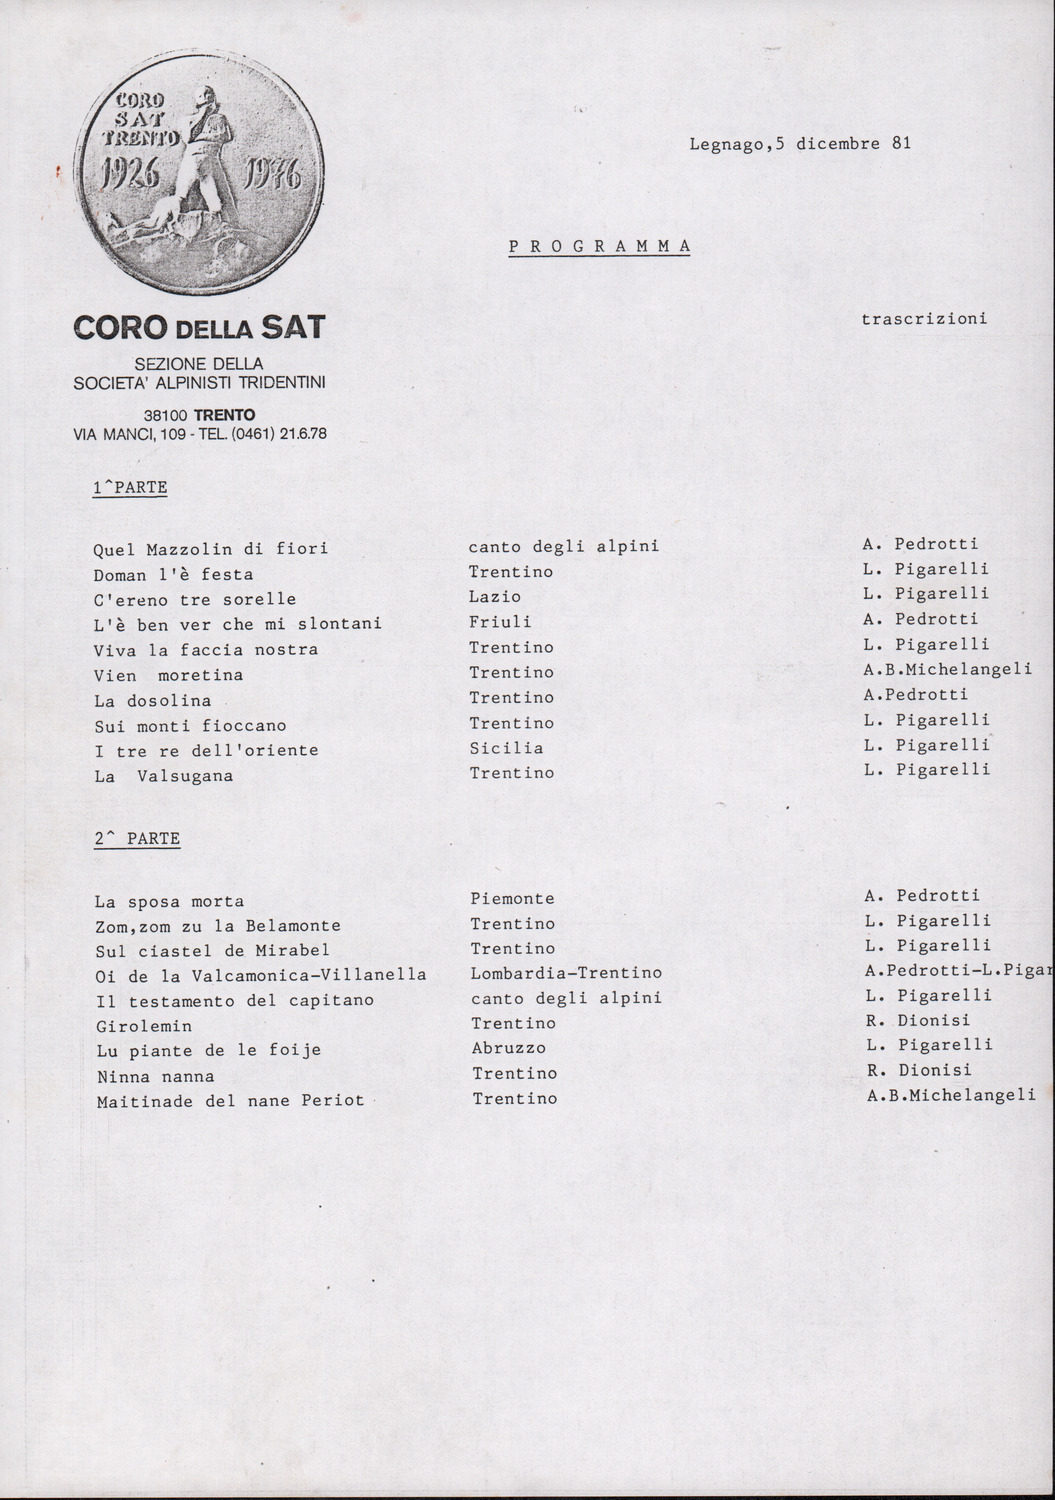 CORO
SAT
TRENTO
1926 1976
Legnago,5 dicembre 81
PROGRAMMA
CORO DELLA SAT
SEZIONE DELLA
SOCIETA' ALPINISTI TRIDENTINI
38100 TRENTO
VIA MANCI, 109 - TEL. (0461) 21.6.78
trascrizioni
1^PARTE
Quel Mazzolin di fiori canto degli alpini A. Pedrotti
Doman l'è festa Trentino L. Pigarelli
C'ereno tre sorelle Lazio L. Pigarelli
L'è ben ver che mi slontani Friuli A. Pedrotti
Viva la faccia nostra Trentino L. Pigarelli
Vien moretina Trentino A.B.Michelangeli
La dosolina Trentino A.Pedrotti
Sui monti fioccano Trentino L. Pigarelli
I tre re dell'oriente Sicilia L. Pigarelli
La Valsugana Trentino L. Pigarelli
2^ PARTE
La sposa morta Piemonte A. Pedrotti
Zom,zom zu la Belamonte Trentino L. Pigarelli
Sul ciastel de Mirabel Trentino L. Pigarelli
Oi de la Valcamonica-Villanella Lombardia-Trentino A.Pedrotti-L.Pigar
Il testamento del capitano canto degli alpini L. Pigarelli
Girolemin Trentino R. Dionisi
Lu piante de le foije Abruzzo L. Pigarelli
Ninna nanna Trentino R. Dionisi
Maitinade del nane Periot Trentino A.B.Michelangeli